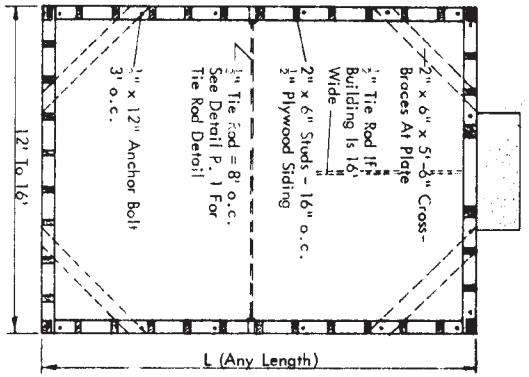 2" x 6" x 5'-6" Cross-
Braces At Plate
½" Tie Rod If
Building Is 16'
Wide
2" x 6" Studs - 16" o.c.
½" Plywood Siding
½" Tie Rod = 8' o.c.
See Detail P. 1 For
Tie Rod Detail
x 12" Anchor Bolt
3' o.c.
12' To 16'
L (Any Length)